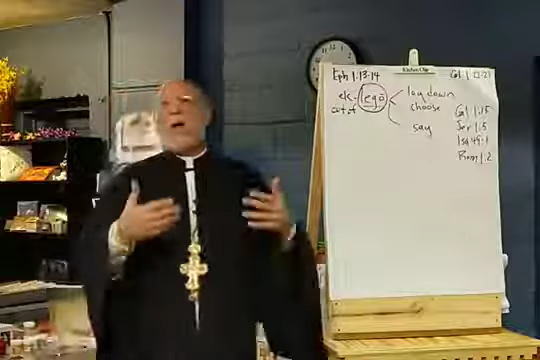 Eph 1:13-14
Gal 1:12-21
ek-lego
out of
lay down
choose
say
Gal 1:15
Jer 1:5
Isa 49:1
Rom 1:2